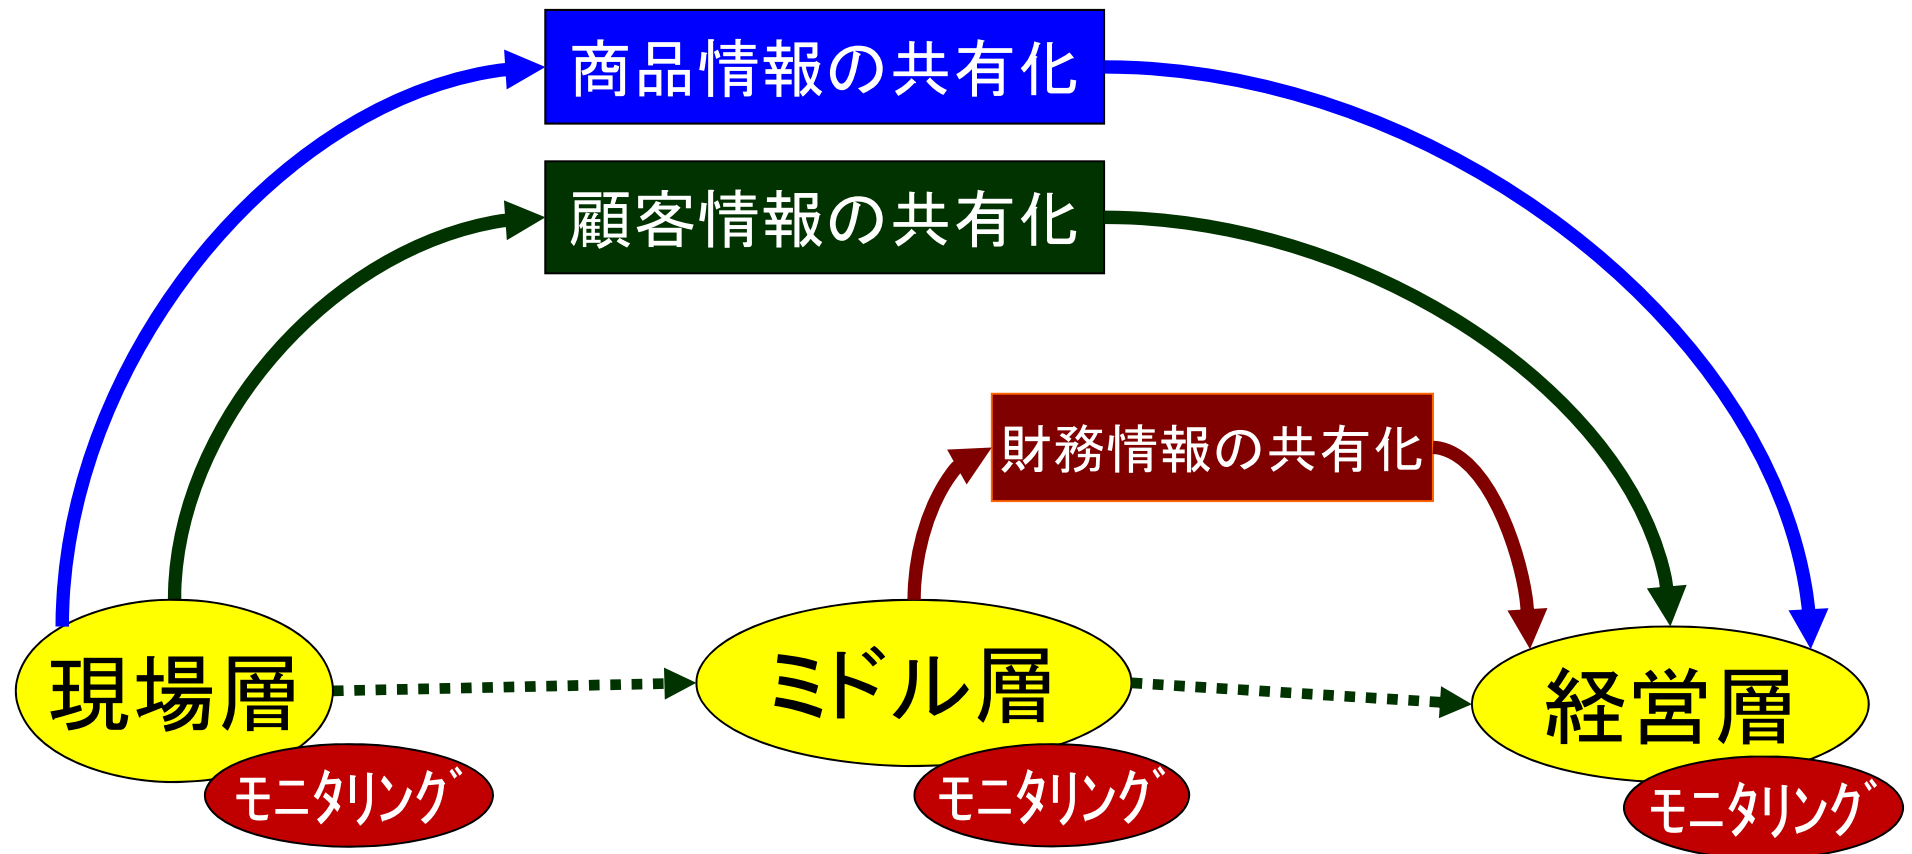 商品情報の共有化
顧客情報の共有化
財務情報の共有化
現場層
ミドル層
経営層
ﾓﾆﾀﾘﾝｸﾞ
ﾓﾆﾀﾘﾝｸﾞ
ﾓﾆﾀﾘﾝｸﾞ